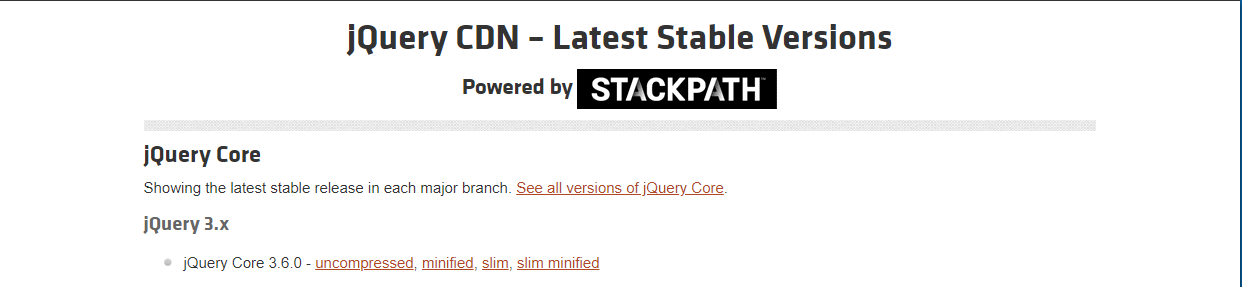 jQuery CDN – Latest Stable Versions
Powered by STACKPATH™
jQuery Core
Showing the latest stable release in each major branch. See all versions of jQuery Core.
jQuery 3.x
jQuery Core 3.6.0 - uncompressed, minified, slim, slim minified